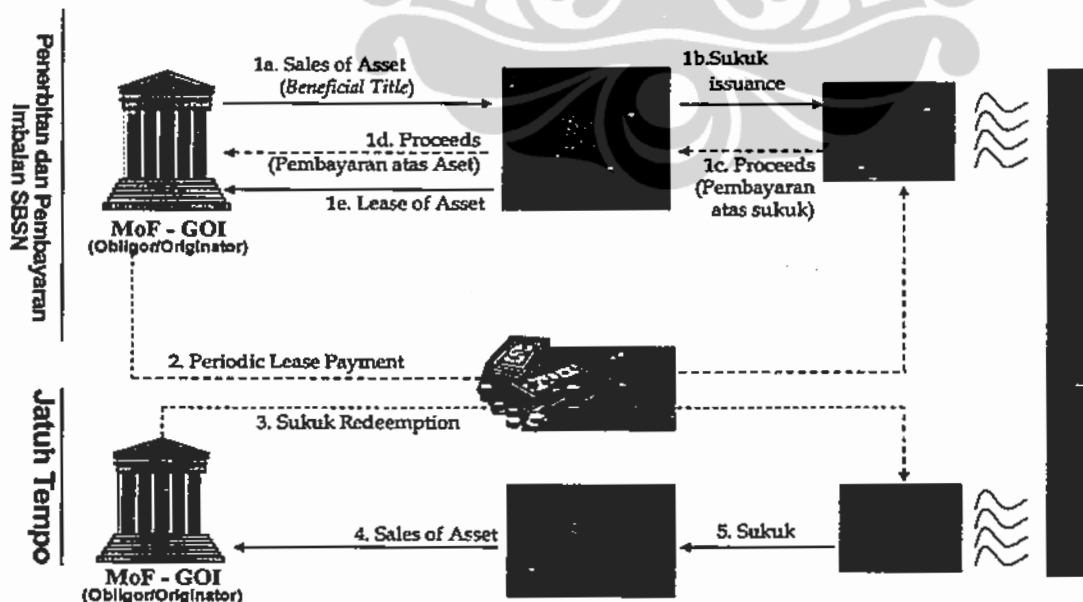 Penerbitan dan Pembayaran
Imbalan SBSN
1a. Sales of Asset
(Beneficial Title)
1b.Sukuk
issuance
1d. Proceeds
(Pembayaran atas Aset)
1c. Proceeds
(Pembayaran
atas sukuk)
1e. Lease of Asset
MoF - GOI
(Obligor/Originator)
2. Periodic Lease Payment
Jatuh Tempo
3. Sukuk Redeemption
4. Sales of Asset
5. Sukuk
MoF - GOI
(Obligor/Originator)